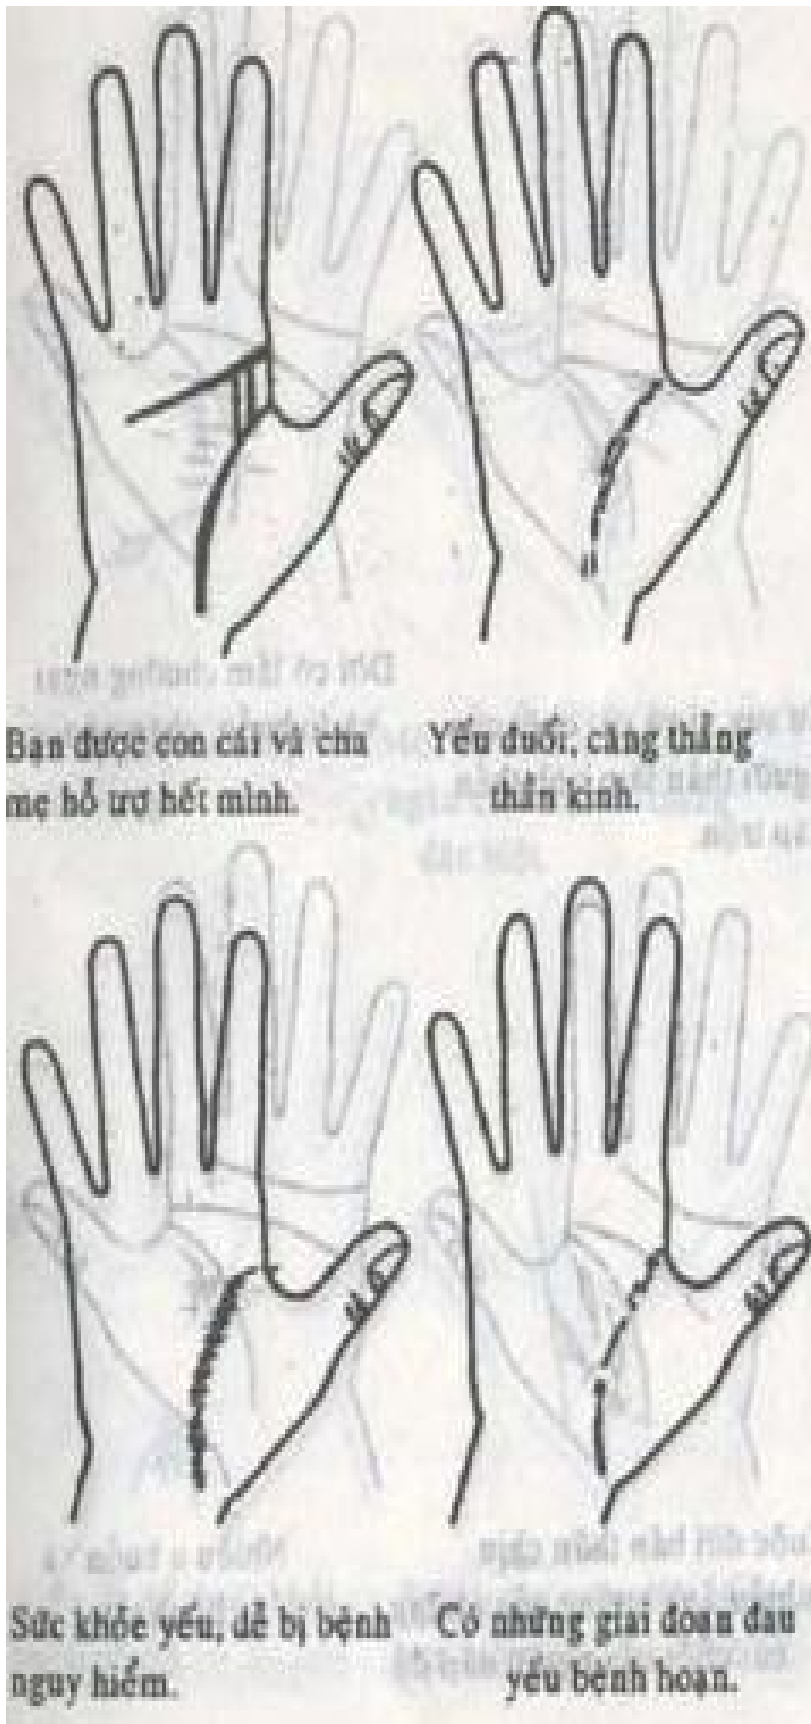 Bạn được con cái và cha
mẹ hỗ trợ hết mình.
Yếu đuối, căng thẳng
thần kinh.
Sức khỏe yếu, dễ bị bệnh
nguy hiểm.
Có những giai đoạn đau
yếu bệnh hoạn.